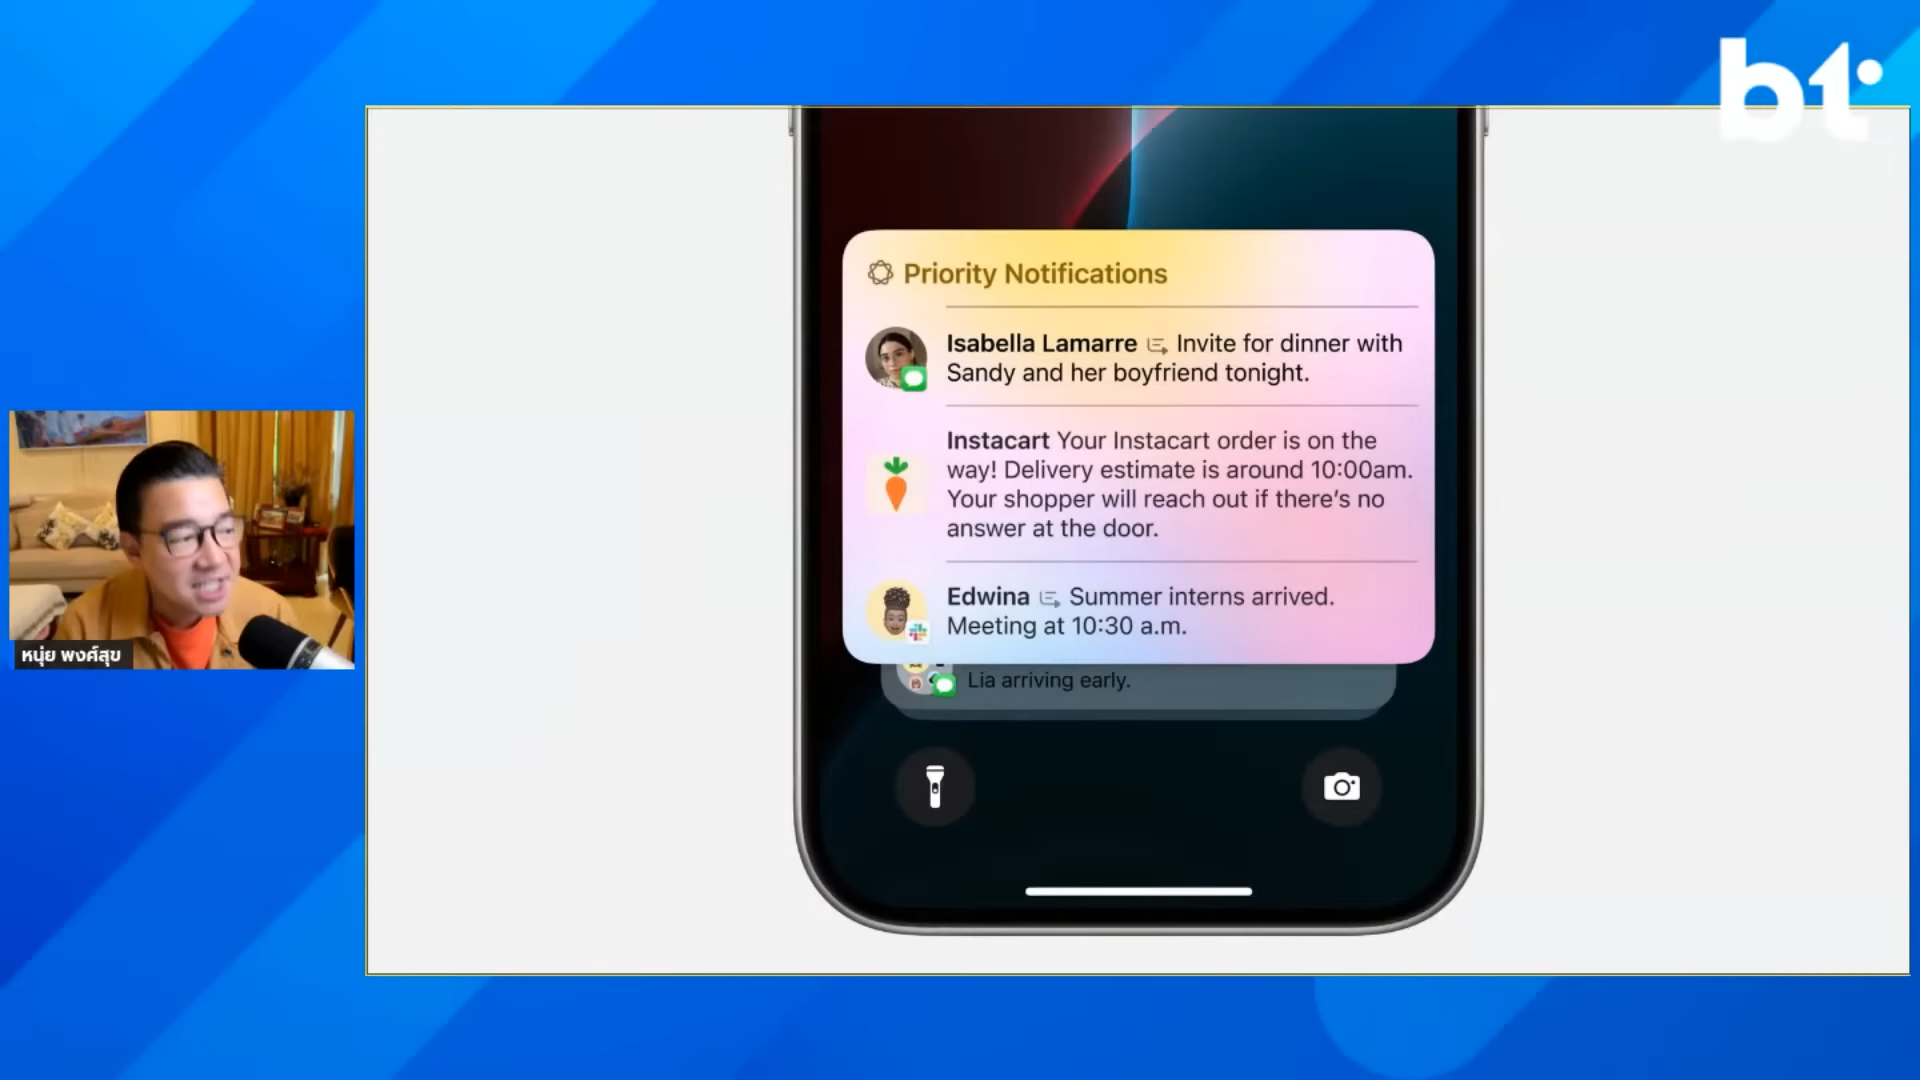 bt
Priority Notifications
Isabella Lamarre Invite for dinner with
Sandy and her boyfriend tonight.
Instacart Your Instacart order is on the
way! Delivery estimate is around 10:00am.
Your shopper will reach out if there's no
answer at the door.
Edwina Summer interns arrived.
Meeting at 10:30 a.m.
Lia arriving early.
หนุ่ย พงศ์สุข